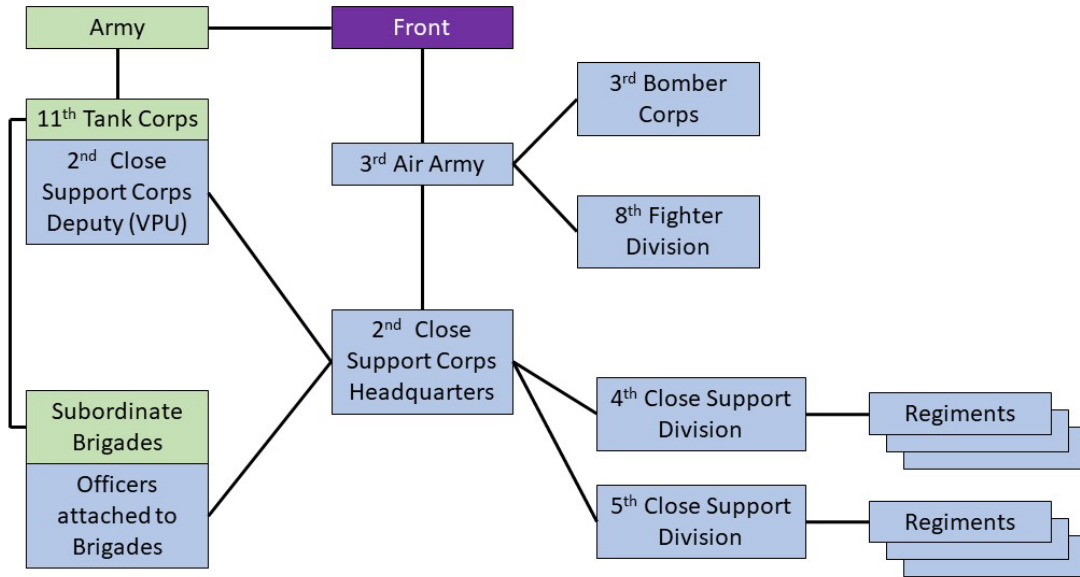 Army
Front
11th Tank Corps
2nd Close
Support Corps
Deputy (VPU)
3rd Air Army
3rd Bomber
Corps
8th Fighter
Division
2nd Close
Support Corps
Headquarters
Subordinate
Brigades
Officers
attached to
Brigades
4th Close Support
Division
Regiments
5th Close Support
Division
Regiments